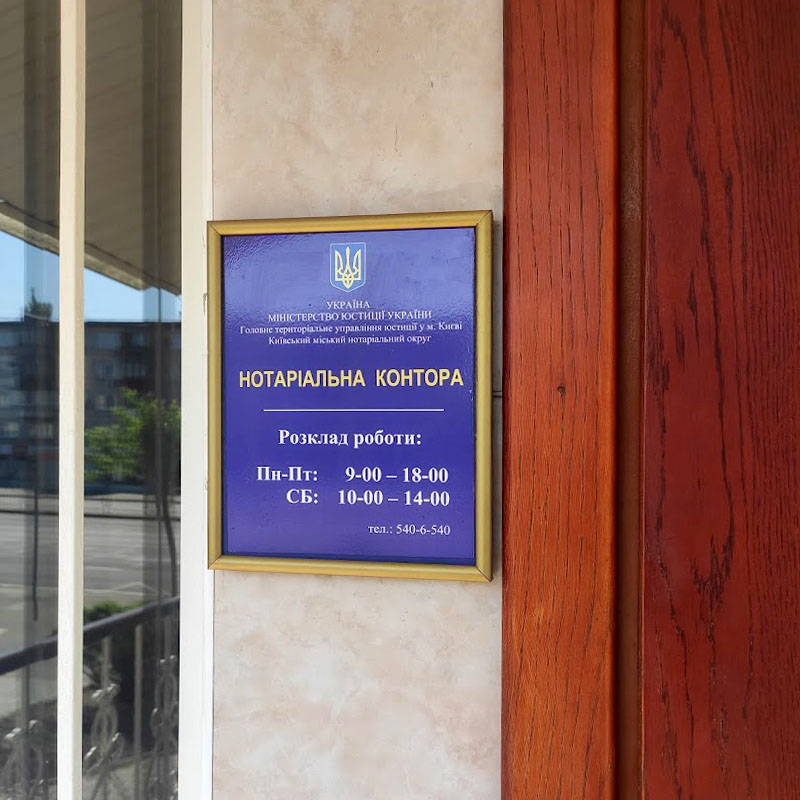 УКРАЇНА
МІНІСТЕРСТВО ЮСТИЦІЇ УКРАЇНИ
Головне територіальне управління юстиції у м. Києві
Київський міський нотаріальний округ
НОТАРІАЛЬНА КОНТОРА
Розклад роботи:
Пн-Пт: 9-00 – 18-00
СБ: 10-00 – 14-00
тел.: 540-6-540